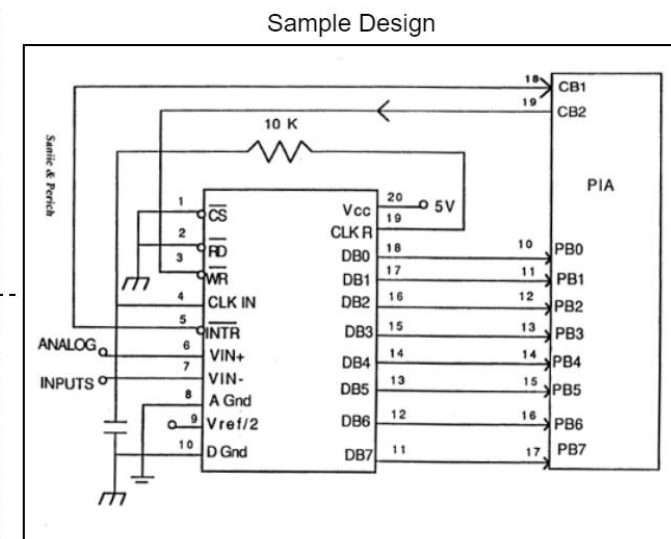 Sample Design
Saniie & Perich
10 K
18 CB1
19 CB2
PIA
1 CS
2 RD
3 WR
4 CLK IN
5 INTR
ANALOG
INPUTS
6 VIN+
7 VIN-
8 A Gnd
9 Vref/2
10 D Gnd
Vcc 20 5V
CLK R 19
DB0 18 10 PB0
DB1 17 11 PB1
DB2 16 12 PB2
DB3 15 13 PB3
DB4 14 14 PB4
DB5 13 15 PB5
DB6 12 16 PB6
DB7 11 17 PB7